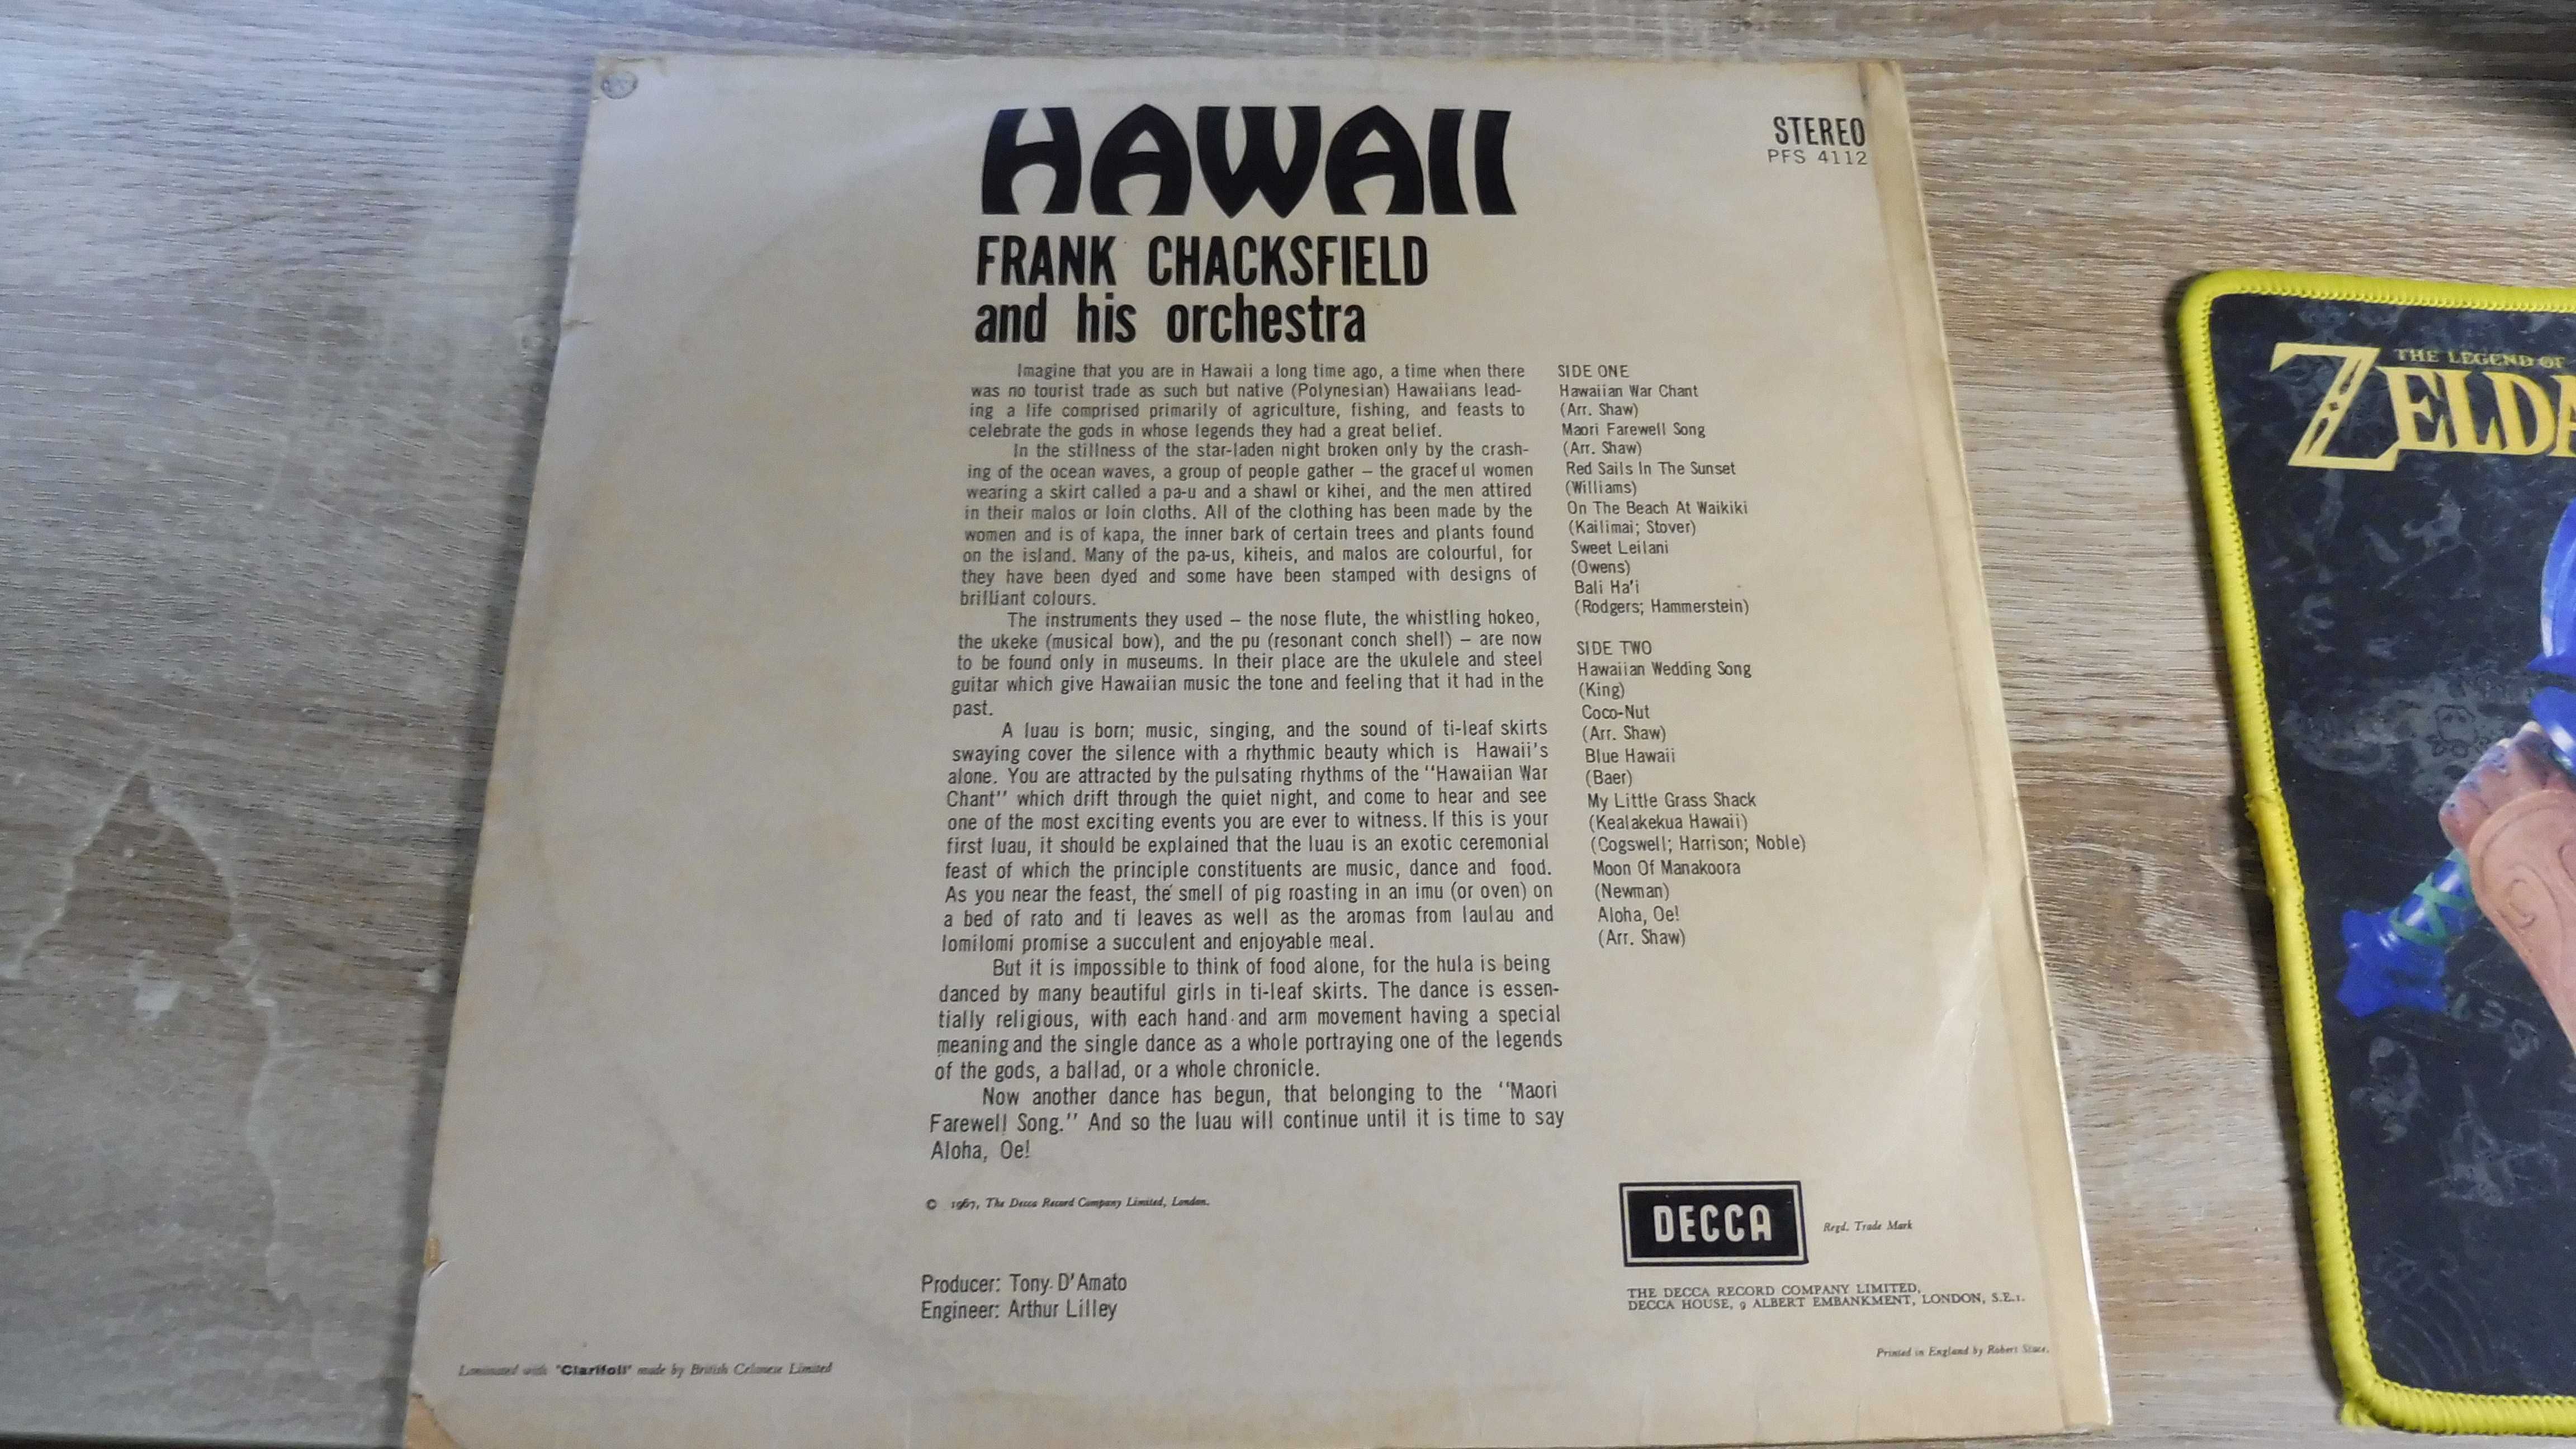 HAWAII
FRANK CHACKSFIELD
and his orchestra
STEREO
PFS 4112
Imagine that you are in Hawaii a long time ago, a time when there
was no tourist trade as such but native (Polynesian) Hawaiians lead-
ing a life comprised primarily of agriculture, fishing, and feasts to
celebrate the gods in whose legends they had a great belief.
In the stillness of the star-laden night broken only by the crash-
ing of the ocean waves, a group of people gather – the graceful women
wearing a skirt called a pa-u and a shawl or kihei, and the men attired
in their malos or loin cloths. All of the clothing has been made by the
women and is of kapa, the inner bark of certain trees and plants found
on the island. Many of the pa-us, kiheis, and malos are colourful, for
they have been dyed and some have been stamped with designs of
brilliant colours.
The instruments they used – the nose flute, the whistling hokeo,
the ukeke (musical bow), and the pu (resonant conch shell) – are now
to be found only in museums. In their place are the ukulele and steel
guitar which give Hawaiian music the tone and feeling that it had in the
past.
A luau is born; music, singing, and the sound of ti-leaf skirts
swaying cover the silence with a rhythmic beauty which is Hawaii's
alone. You are attracted by the pulsating rhythms of the "Hawaiian War
Chant" which drift through the quiet night, and come to hear and see
one of the most exciting events you are ever to witness. If this is your
first luau, it should be explained that the luau is an exotic ceremonial
feast of which the principle constituents are music, dance and food.
As you near the feast, the smell of pig roasting in an imu (or oven) on
a bed of rato and ti leaves as well as the aromas from laulau and
lomilomi promise a succulent and enjoyable meal.
But it is impossible to think of food alone, for the hula is being
danced by many beautiful girls in ti-leaf skirts. The dance is essen-
tially religious, with each hand and arm movement having a special
meaning and the single dance as a whole portraying one of the legends
of the gods, a ballad, or a whole chronicle.
Now another dance has begun, that belonging to the "Maori
Farewell Song." And so the luau will continue until it is time to say
Aloha, Oe!
SIDE ONE
Hawaiian War Chant
(Arr. Shaw)
Maori Farewell Song
(Arr. Shaw)
Red Sails In The Sunset
(Williams)
On The Beach At Waikiki
(Kailimai; Stover)
Sweet Leilani
(Owens)
Bali Ha'i
(Rodgers; Hammerstein)
SIDE TWO
Hawaiian Wedding Song
(King)
Coco-Nut
(Arr. Shaw)
Blue Hawaii
(Baer)
My Little Grass Shack
(Kealakekua Hawaii)
(Cogswell; Harrison; Noble)
Moon Of Manakoora
(Newman)
Aloha, Oe!
(Arr. Shaw)
© 1967, The Decca Record Company Limited, London.
Producer: Tony D'Amato
Engineer: Arthur Lilley
DECCA
Regd. Trade Mark
THE DECCA RECORD COMPANY LIMITED,
DECCA HOUSE, 9 ALBERT EMBANKMENT, LONDON, S.E.1.
Printed in England by Robert Stace.
Laminated with "Clarifoil" made by British Celanese Limited
THE LEGEND OF
ZELDA